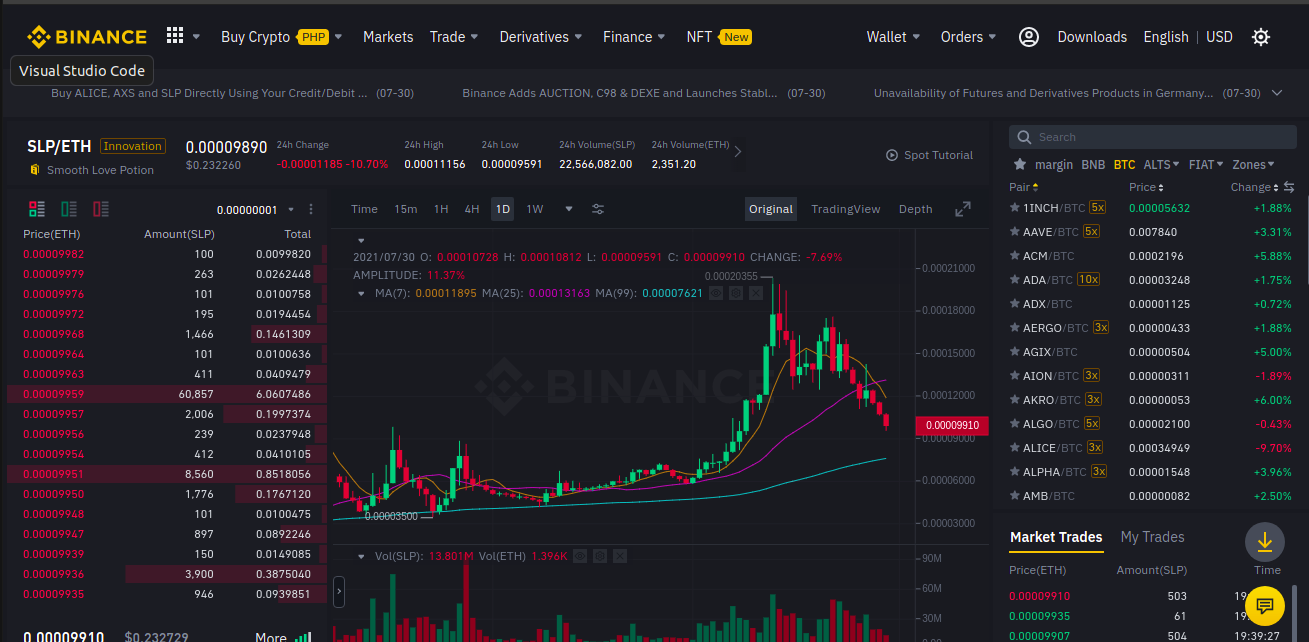 BINANCE Buy Crypto PHP Markets Trade Derivatives Finance NFT New Wallet Orders Downloads English | USD
Visual Studio Code
Buy ALICE, AXS and SLP Directly Using Your Credit/Debit ... (07-30) Binance Adds AUCTION, C98 & DEXE and Launches Stabl... (07-30) Unavailability of Futures and Derivatives Products in Germany... (07-30)
SLP/ETH Innovation
Smooth Love Potion
0.00009890
$0.232260
24h Change
-0.00001185 -10.70%
24h High
0.00011156
24h Low
0.00009591
24h Volume(SLP)
22,566,082.00
24h Volume(ETH)
2,351.20
Spot Tutorial
0.00000001
Price(ETH) Amount(SLP) Total
0.00009982 100 0.0099820
0.00009979 263 0.0262448
0.00009976 101 0.0100758
0.00009972 195 0.0194454
0.00009968 1,466 0.1461309
0.00009964 101 0.0100636
0.00009963 411 0.0409479
0.00009959 60,857 6.0607486
0.00009957 2,006 0.1997374
0.00009956 239 0.0237948
0.00009954 412 0.0410105
0.00009951 8,560 0.8518056
0.00009950 1,776 0.1767120
0.00009948 101 0.0100475
0.00009947 897 0.0892246
0.00009939 150 0.0149085
0.00009936 3,900 0.3875040
0.00009935 946 0.0939851
0.00009910 $0.232729 More
Time 15m 1H 4H 1D 1W Original TradingView Depth
2021/07/30 O: 0.00010728 H: 0.00010812 L: 0.00009591 C: 0.00009910 CHANGE: -7.69%
AMPLITUDE: 11.37%
MA(7): 0.00011895 MA(25): 0.00013163 MA(99): 0.00007621
0.00020355
BINANCE
0.00003500
0.00021000
0.00018000
0.00015000
0.00012000
0.00009910
0.00009000
0.00006000
0.00003000
Vol(SLP): 13.801M Vol(ETH) 1.396K
90M
60M
30M
0.00
Search
margin BNB BTC ALTS FIAT Zones
Pair Price Change
1INCH/BTC 5x 0.00005632 +1.88%
AAVE/BTC 5x 0.007840 +3.31%
ACM/BTC 0.0002196 +5.88%
ADA/BTC 10x 0.00003248 +1.75%
ADX/BTC 0.00001125 +0.72%
AERGO/BTC 3x 0.00000433 +1.88%
AGIX/BTC 0.00000504 +5.00%
AION/BTC 3x 0.00000311 -1.89%
AKRO/BTC 3x 0.00000053 +6.00%
ALGO/BTC 5x 0.00002100 -0.43%
ALICE/BTC 3x 0.00034949 -9.70%
ALPHA/BTC 3x 0.00001548 +3.96%
AMB/BTC 0.00000082 +2.50%
Market Trades My Trades
Price(ETH) Amount(SLP) Time
0.00009910 503 19:
0.00009935 61 19:
0.00009907 504 19:39:27